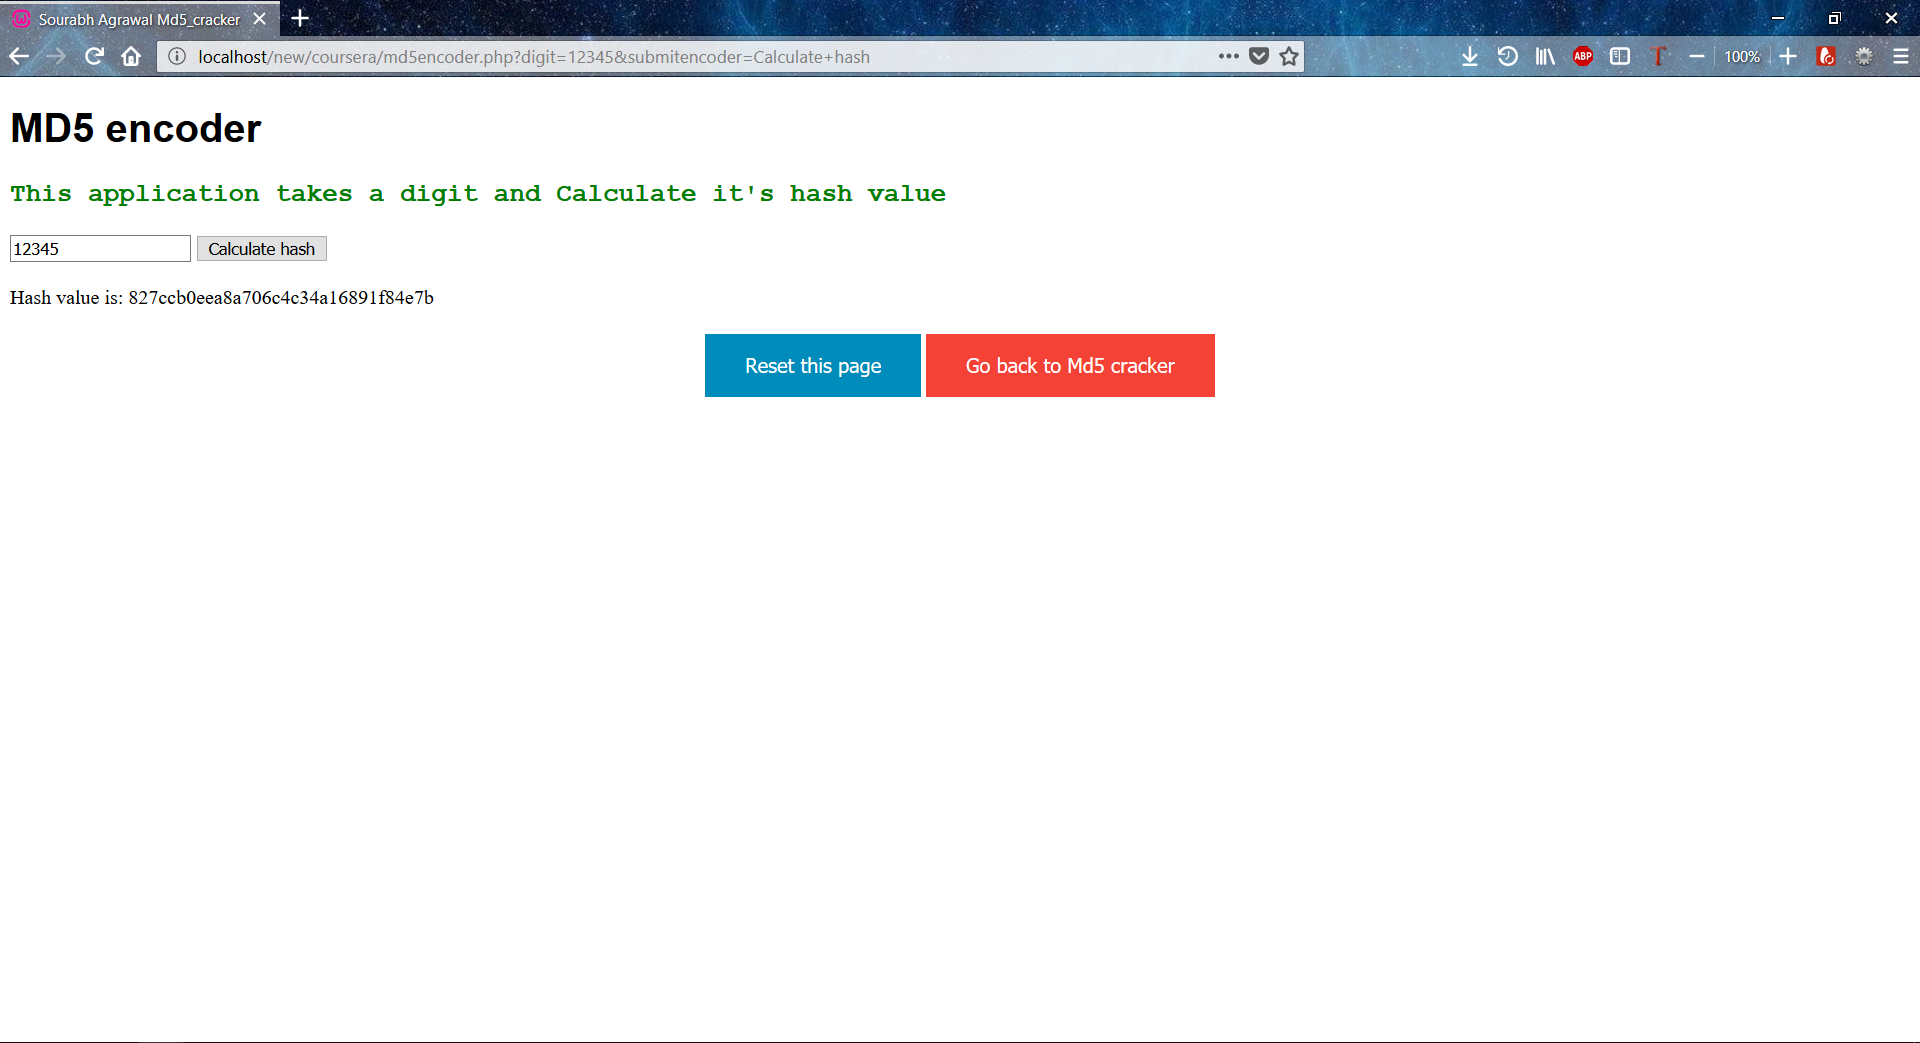 Sourabh Agrawal Md5_cracker
localhost/new/coursera/md5encoder.php?digit=12345&submitencoder=Calculate+hash
ABP
100%
MD5 encoder
This application takes a digit and Calculate it's hash value
12345 Calculate hash
Hash value is: 827ccb0eea8a706c4c34a16891f84e7b
Reset this page Go back to Md5 cracker